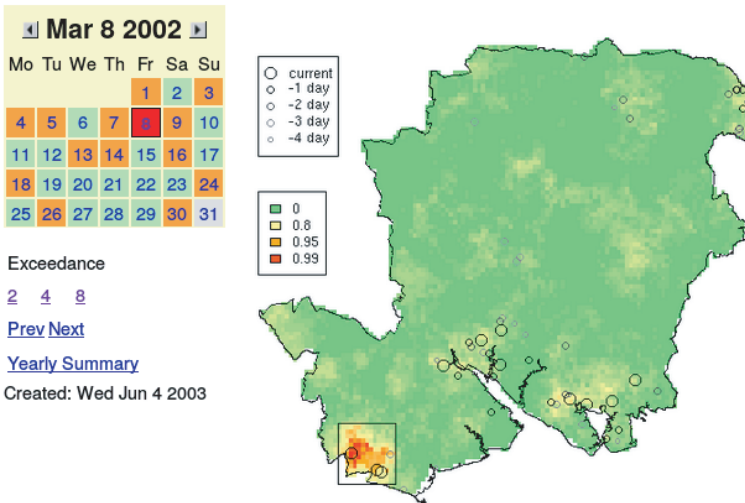 Mar 8 2002
Mo Tu We Th Fr Sa Su
1 2 3
4 5 6 7 8 9 10
11 12 13 14 15 16 17
18 19 20 21 22 23 24
25 26 27 28 29 30 31
Exceedance
2 4 8
Prev Next
Yearly Summary
Created: Wed Jun 4 2003
current
-1 day
-2 day
-3 day
-4 day
0
0.8
0.95
0.99